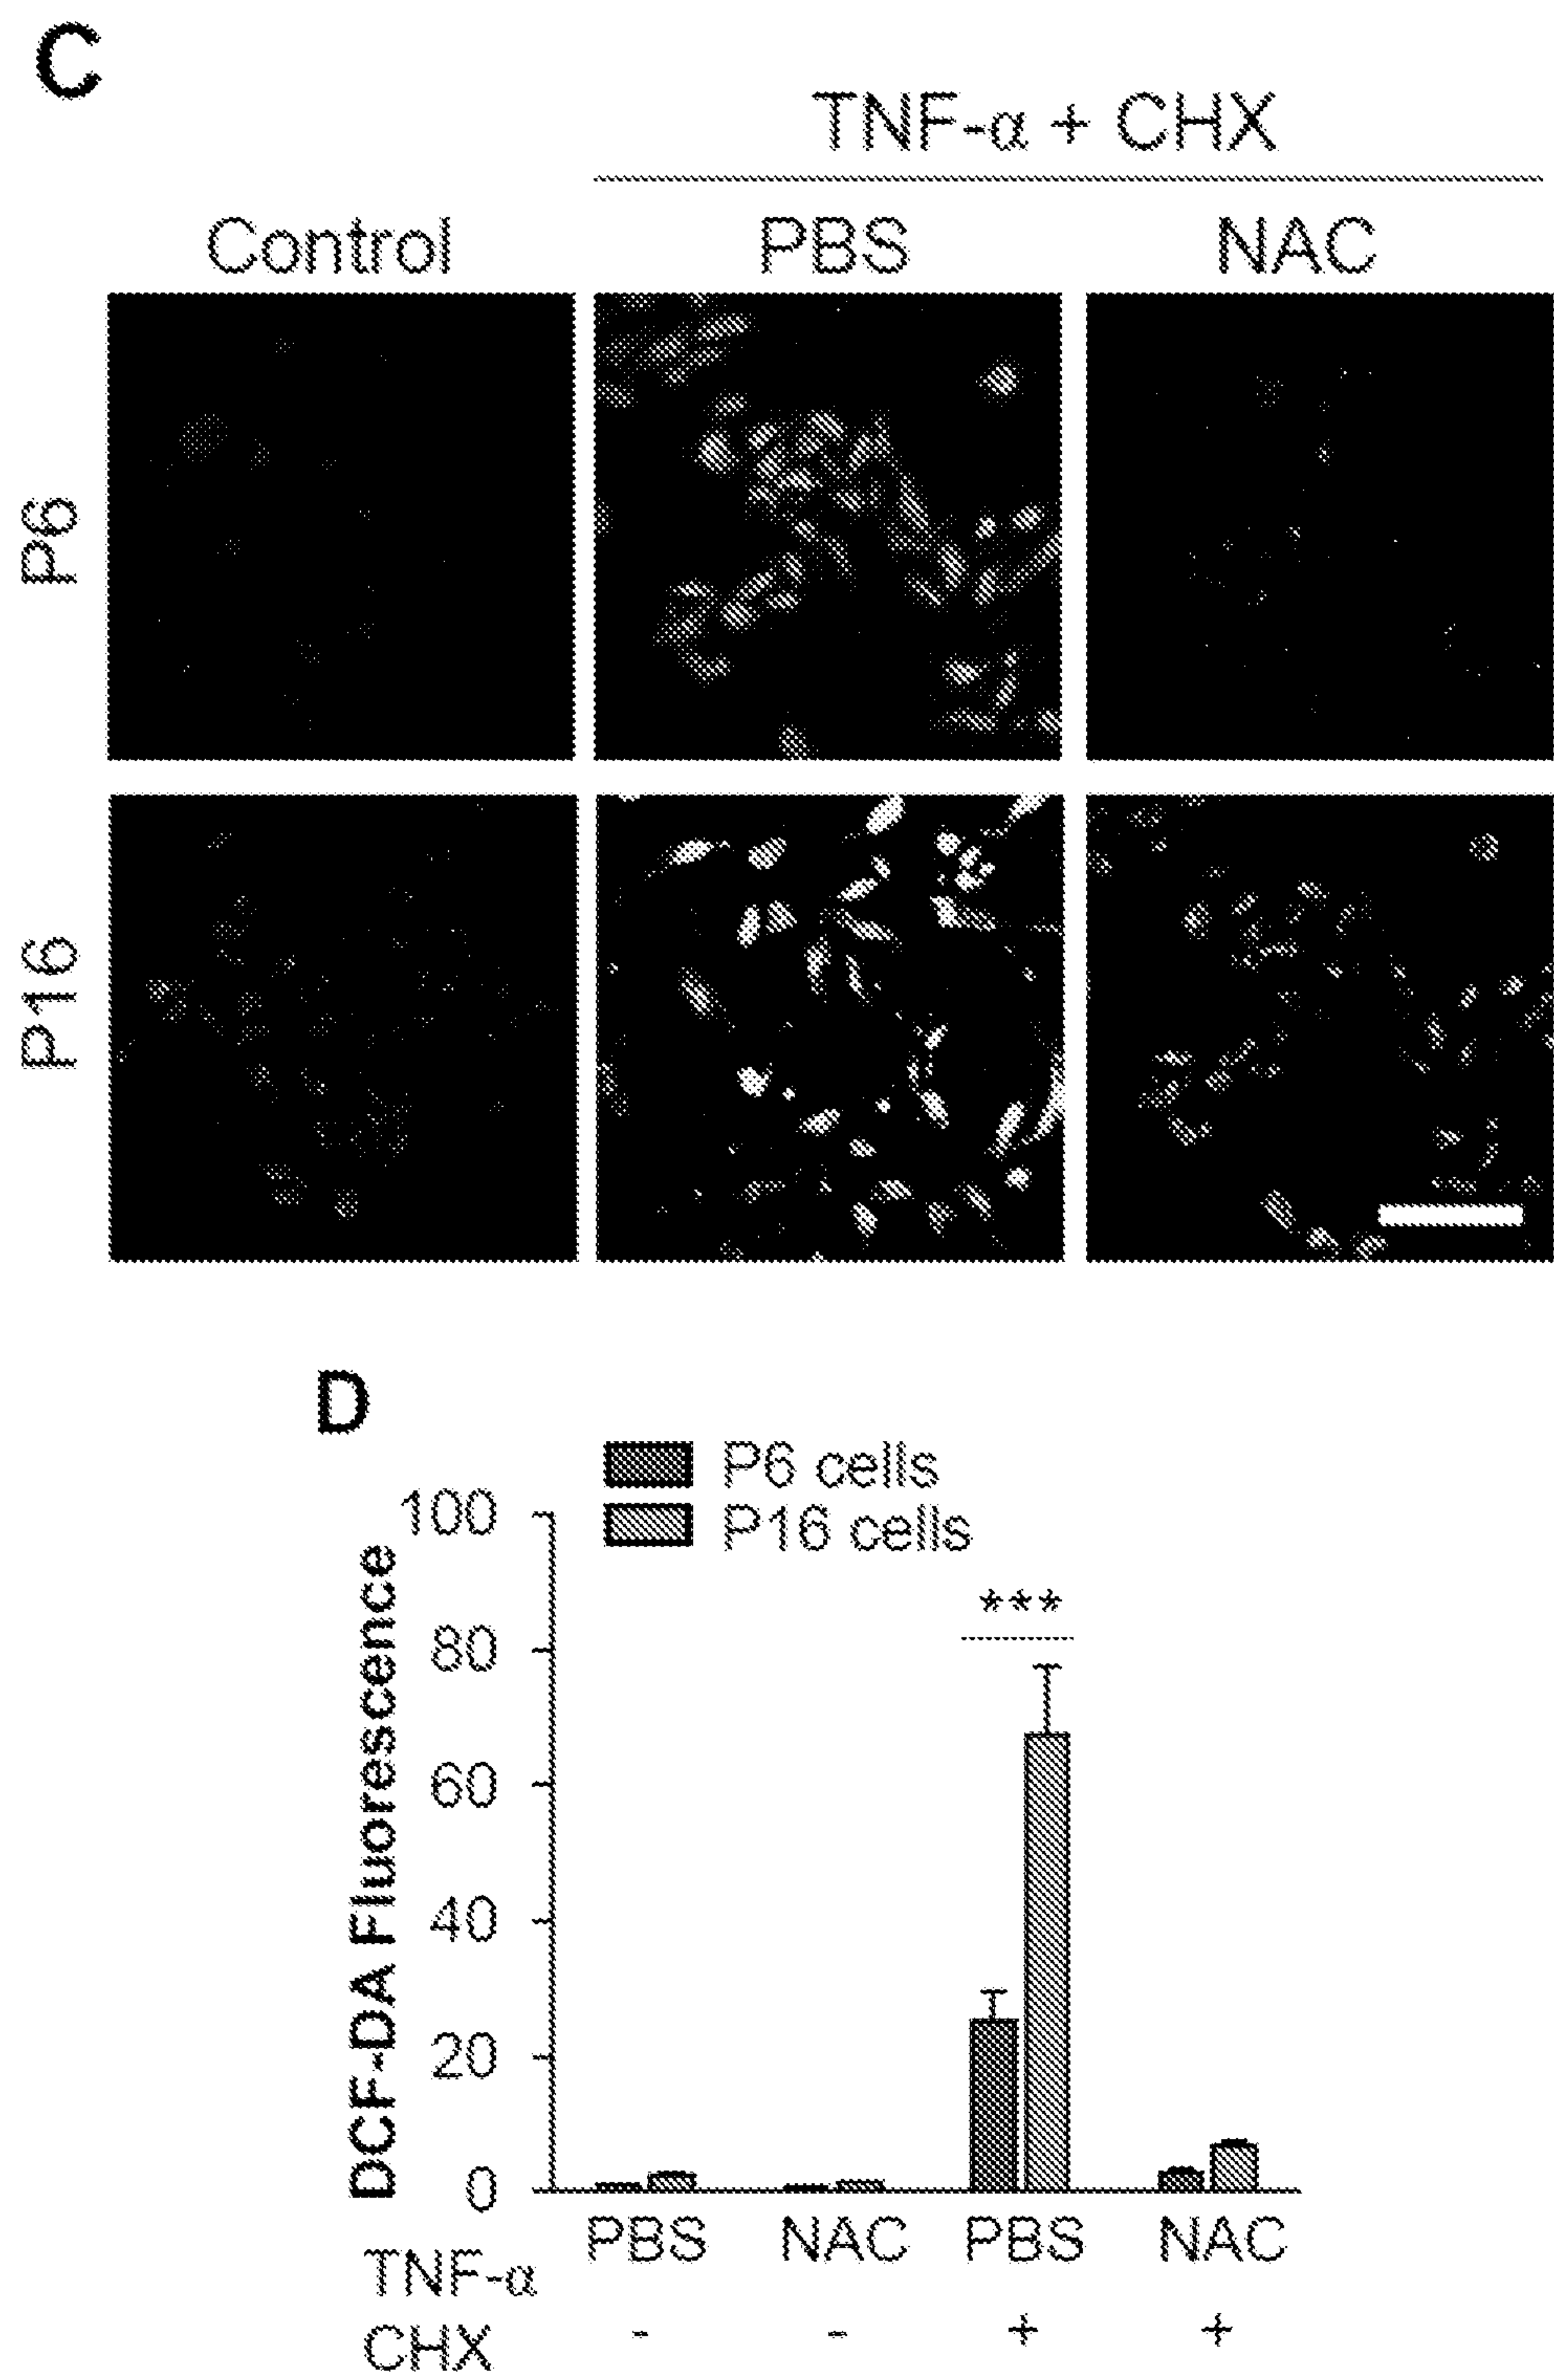 C
TNF-α + CHX
Control PBS NAC
P6
P16
D
P6 cells
P16 cells
***
DCF-DA Fluorescence
100
80
60
40
20
0
PBS NAC PBS NAC
TNF-α
CHX - - + +